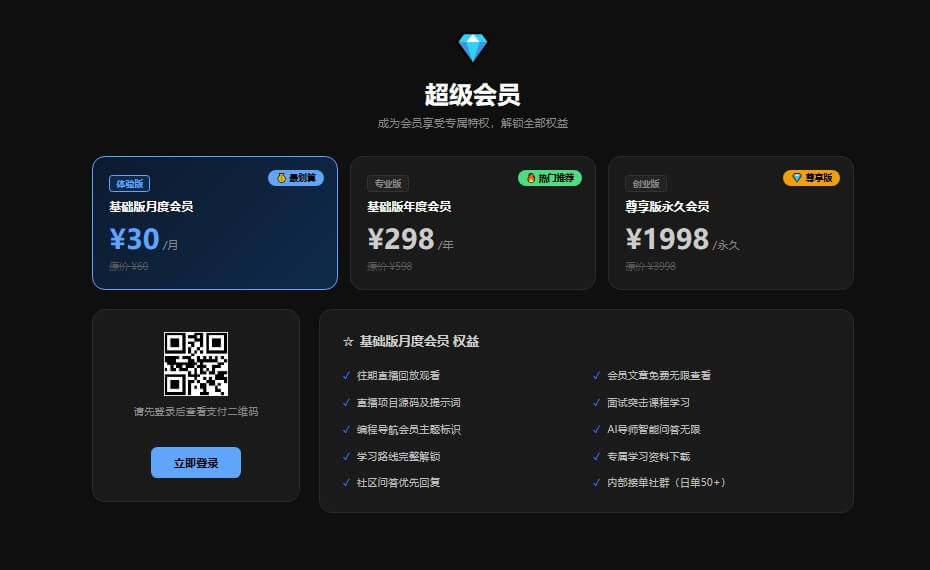 超级会员
成为会员享受专属特权，解锁全部权益
体验版
最划算
基础版月度会员
¥30 /月
原价 ¥60
专业版
热门推荐
基础版年度会员
¥298 /年
原价 ¥598
创业版
尊享版
尊享版永久会员
¥1998 /永久
原价 ¥3998
请先登录后查看支付二维码
立即登录
☆ 基础版月度会员 权益
✓ 往期直播回放观看
✓ 会员文章免费无限查看
✓ 直播项目源码及提示词
✓ 面试突击课程学习
✓ 编程导航会员主题标识
✓ AI导师智能问答无限
✓ 学习路线完整解锁
✓ 专属学习资料下载
✓ 社区问答优先回复
✓ 内部接单社群（日单50+）